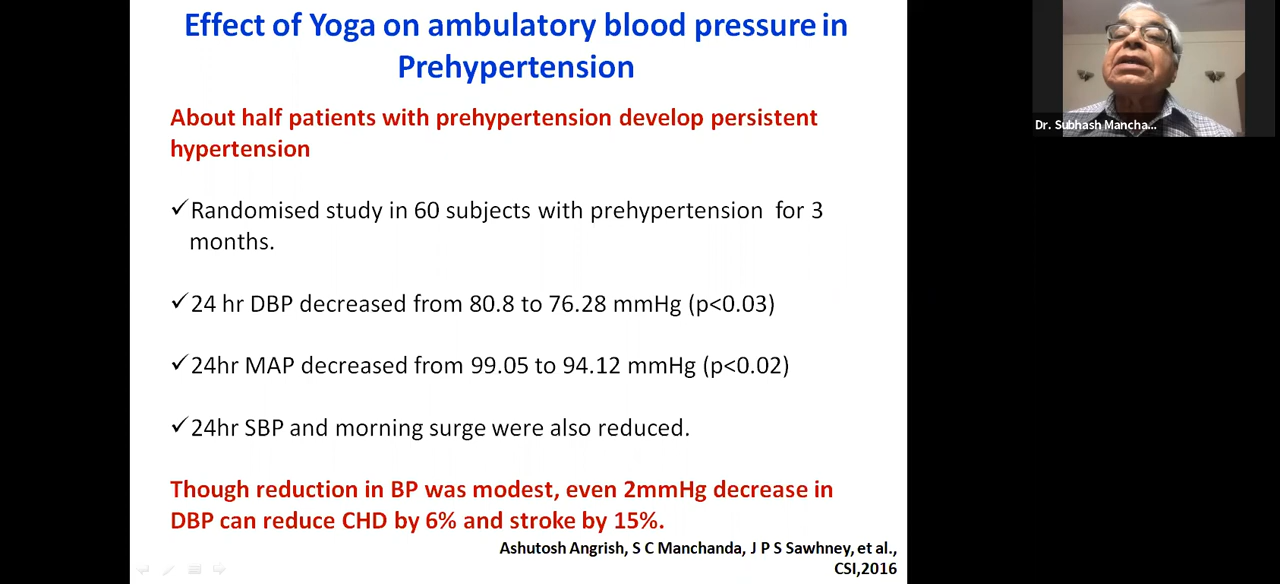 Effect of Yoga on ambulatory blood pressure in
Prehypertension
About half patients with prehypertension develop persistent
hypertension
✓Randomised study in 60 subjects with prehypertension for 3
months.
✓24 hr DBP decreased from 80.8 to 76.28 mmHg (p<0.03)
✓24hr MAP decreased from 99.05 to 94.12 mmHg (p<0.02)
✓24hr SBP and morning surge were also reduced.
Though reduction in BP was modest, even 2mmHg decrease in
DBP can reduce CHD by 6% and stroke by 15%.
Ashutosh Angrish, S C Manchanda, J P S Sawhney, et al.,
CSI,2016
Dr. Subhash Mancha...